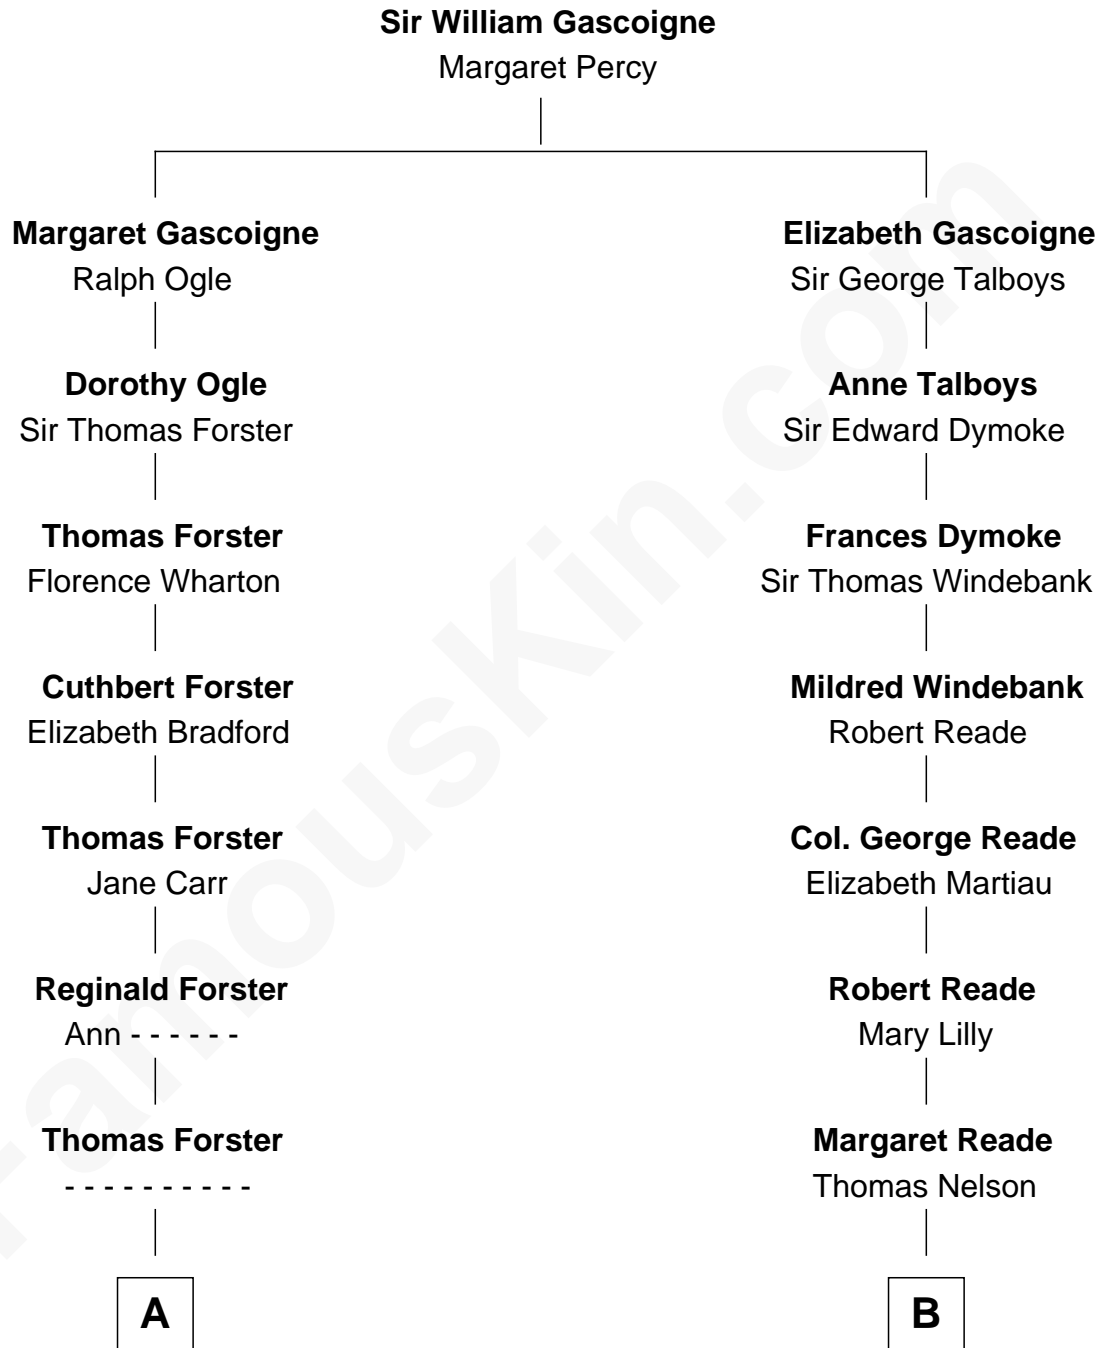 Sir William Gascoigne
Margaret Percy
Margaret Gascoigne
Ralph Ogle
Elizabeth Gascoigne
Sir George Talboys
Dorothy Ogle
Sir Thomas Forster
Anne Talboys
Sir Edward Dymoke
Thomas Forster
Florence Wharton
Frances Dymoke
Sir Thomas Windebank
Cuthbert Forster
Elizabeth Bradford
Mildred Windebank
Robert Reade
Thomas Forster
Jane Carr
Col. George Reade
Elizabeth Martiau
Reginald Forster
Ann - - - - - -
Robert Reade
Mary Lilly
Thomas Forster
- - - - - - - - - -
Margaret Reade
Thomas Nelson
A
B
FamousKin.com